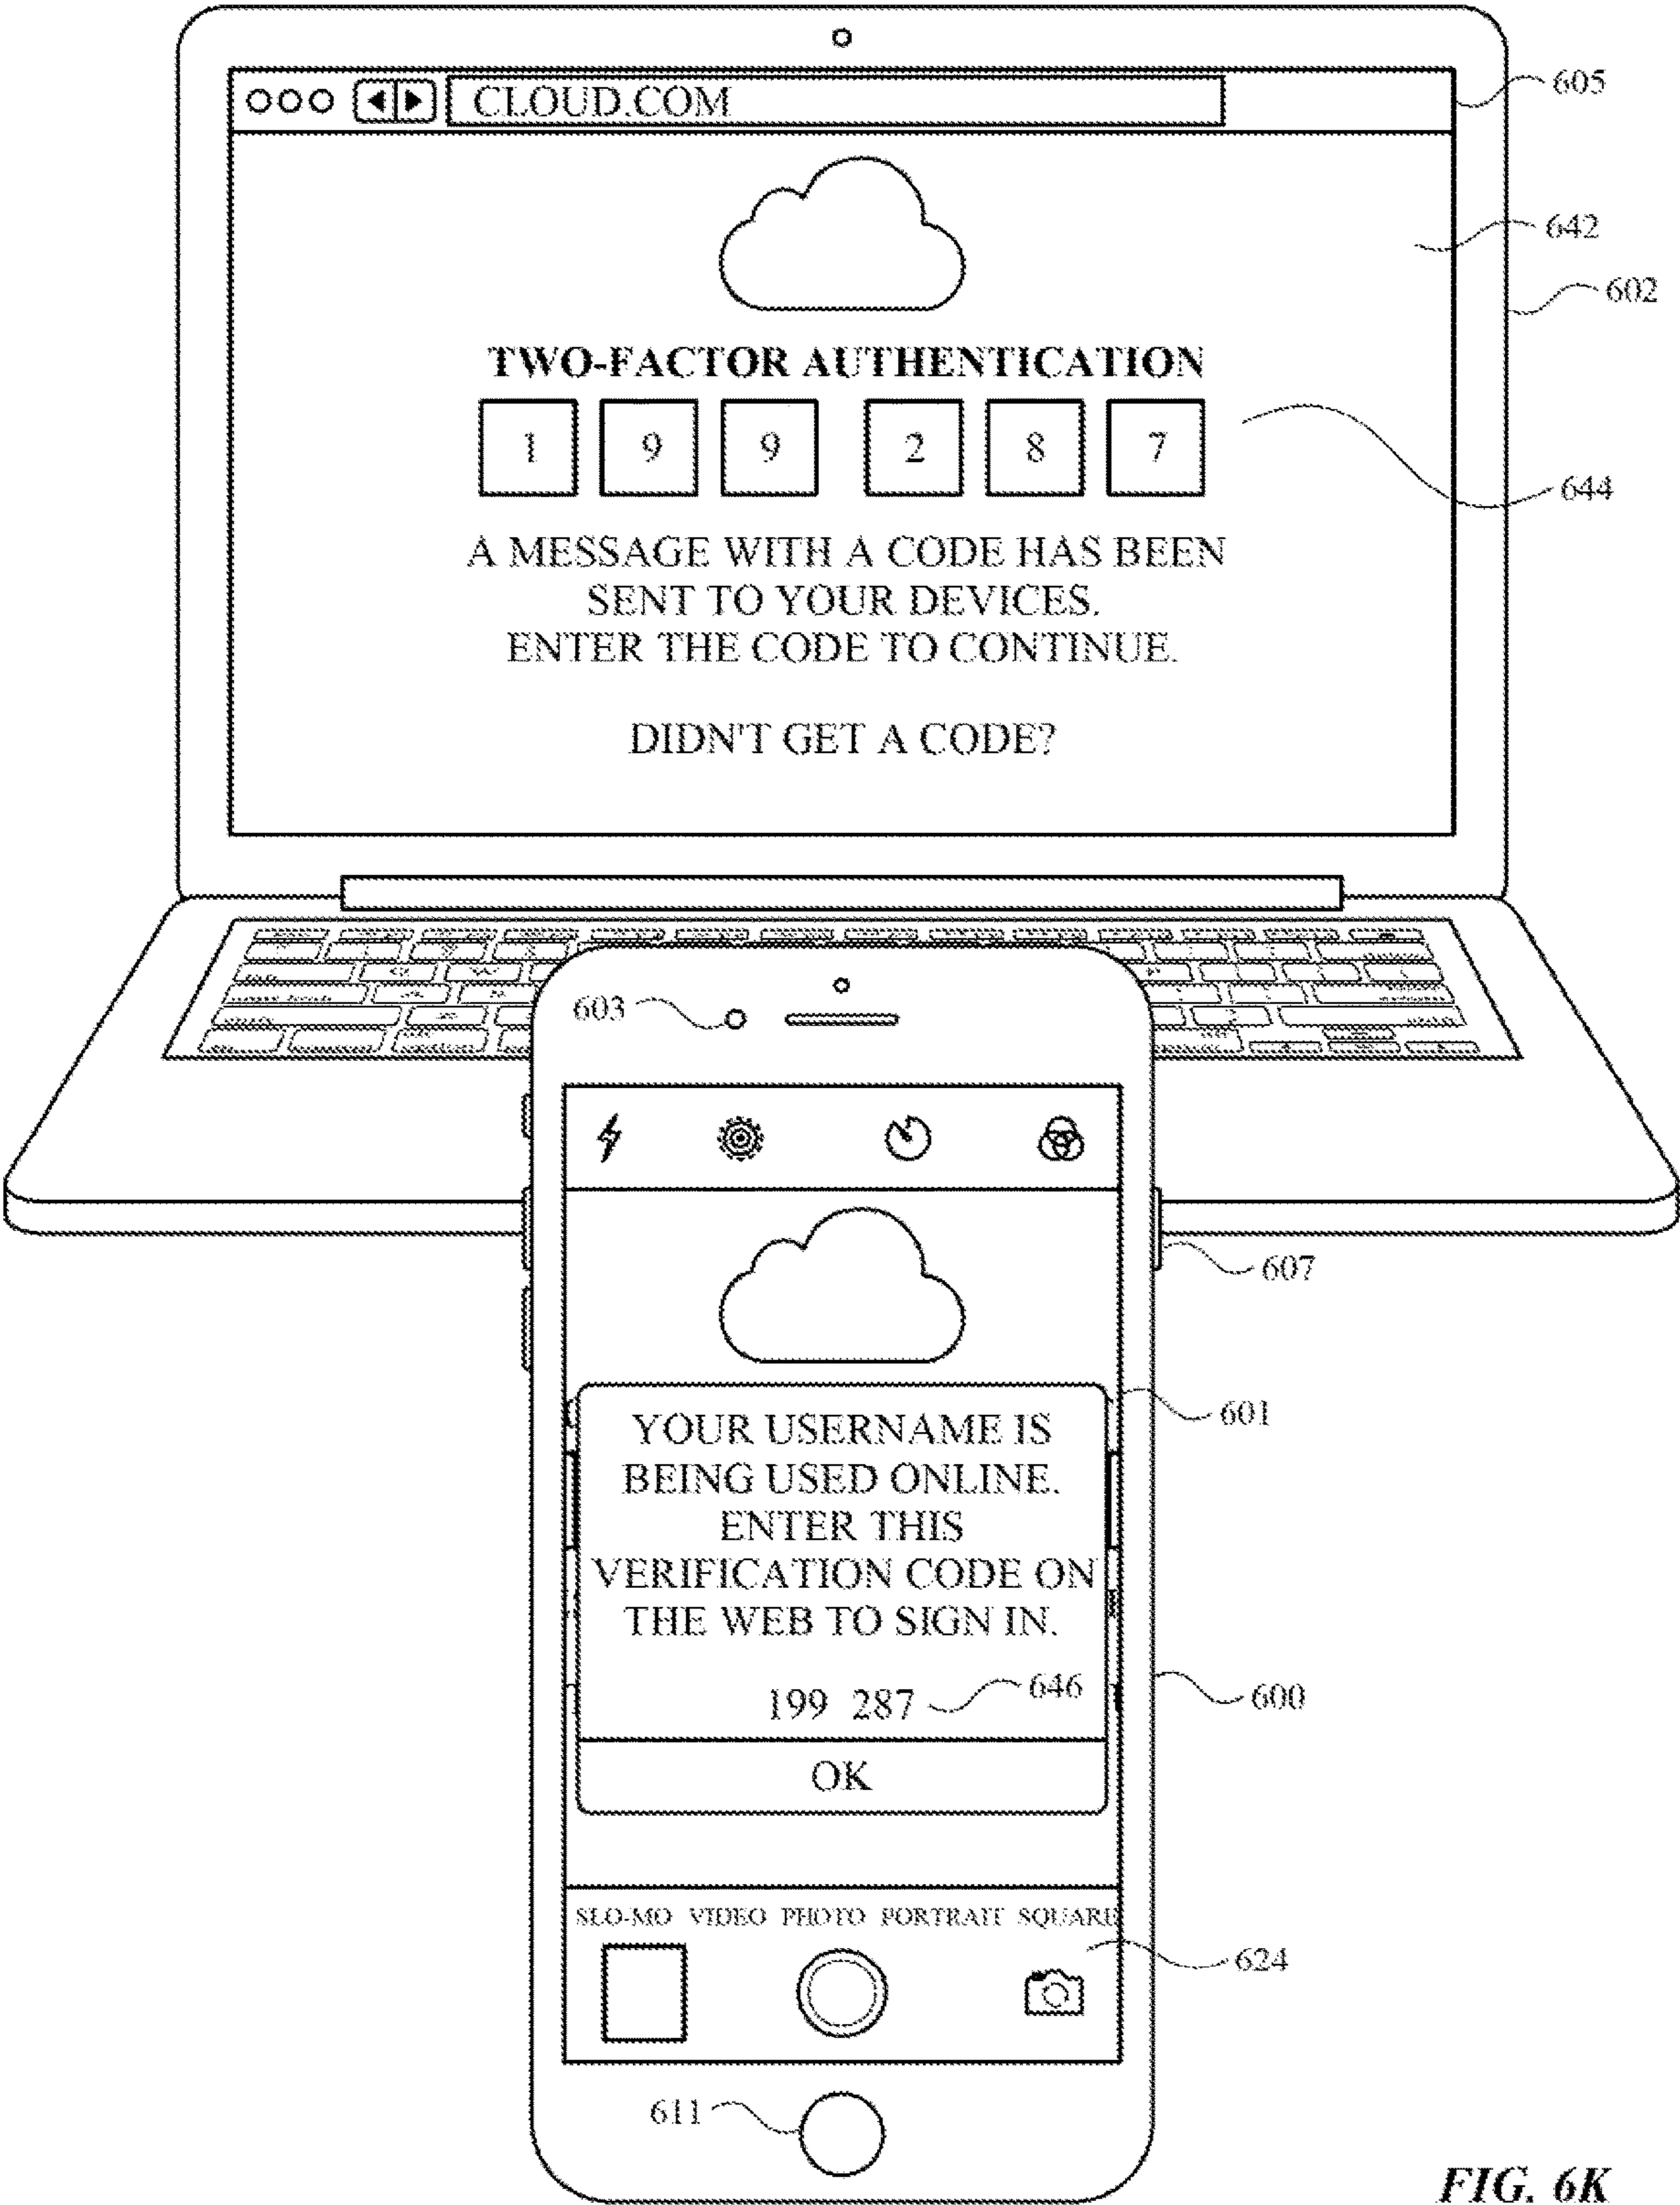 605
CLOUD.COM
642
602
TWO-FACTOR AUTHENTICATION
1 9 9 2 8 7
644
A MESSAGE WITH A CODE HAS BEEN
SENT TO YOUR DEVICES.
ENTER THE CODE TO CONTINUE.
DIDN'T GET A CODE?
603
607
601
YOUR USERNAME IS
BEING USED ONLINE.
ENTER THIS
VERIFICATION CODE ON
THE WEB TO SIGN IN.
646
199 287
600
OK
SLO-MO VIDEO PHOTO PORTRAIT SQUARE
624
611
FIG. 6K